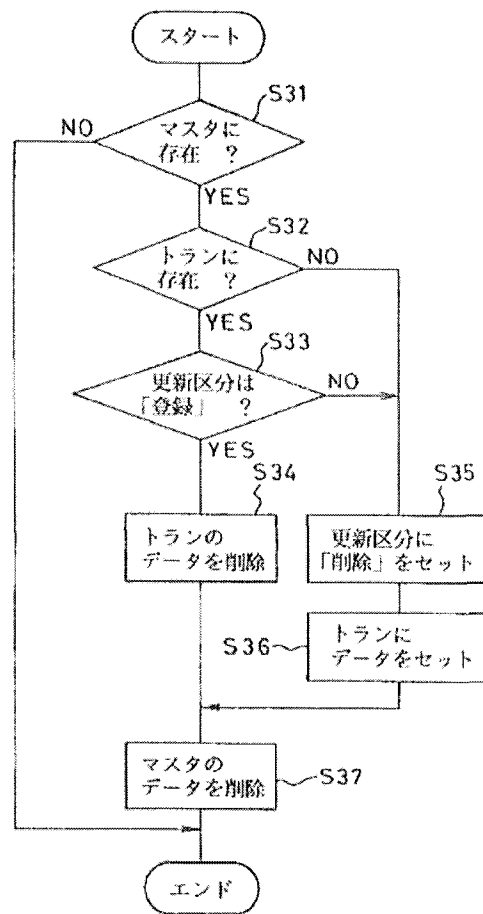 スタート
S31
NO
マスタに
存在 ?
YES
S32
トランに
存在 ?
NO
YES
S33
更新区分は
「登録」 ?
NO
YES
S34
トランの
データを削除
S35
更新区分に
「削除」をセット
S36
トランに
データをセット
マスタの
データを削除
S37
エンド